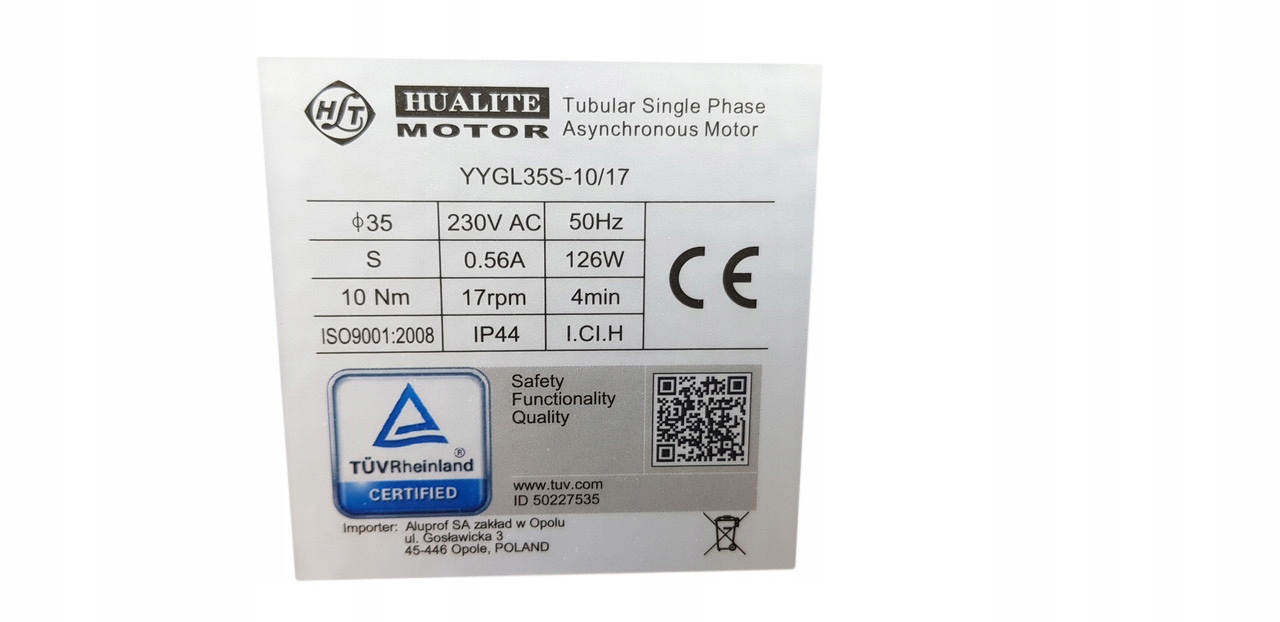 HST
HUALITE
MOTOR
Tubular Single Phase
Asynchronous Motor
YYGL35S-10/17
ϕ35 230V AC 50Hz
S 0.56A 126W
10 Nm 17rpm 4min
ISO9001:2008 IP44 I.Cl.H
CE
Safety
Functionality
Quality
TÜVRheinland®
CERTIFIED
www.tuv.com
ID 50227535
Importer: Aluprof SA zakład w Opolu
ul. Gosławicka 3
45-446 Opole, POLAND